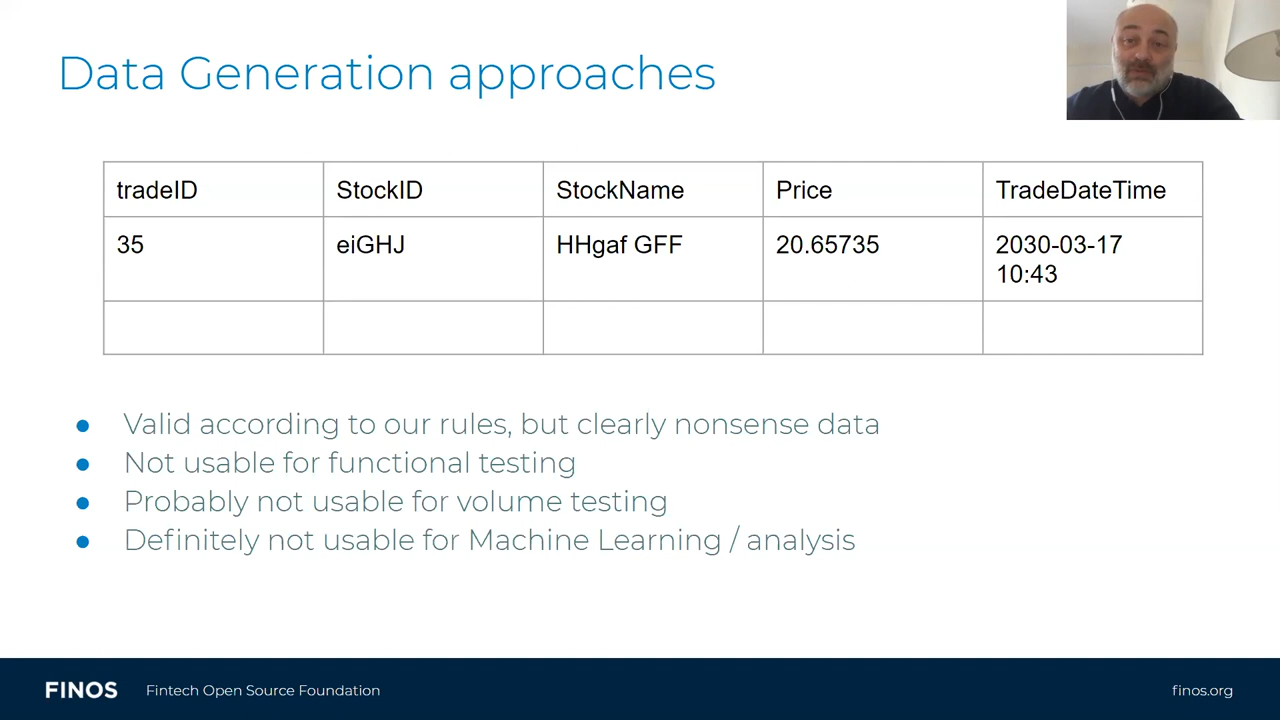 Data Generation approaches
tradeID StockID StockName Price TradeDateTime
35 eiGHJ HHgaf GFF 20.65735 2030-03-17
10:43
● Valid according to our rules, but clearly nonsense data
● Not usable for functional testing
● Probably not usable for volume testing
● Definitely not usable for Machine Learning / analysis
FINOS Fintech Open Source Foundation finos.org